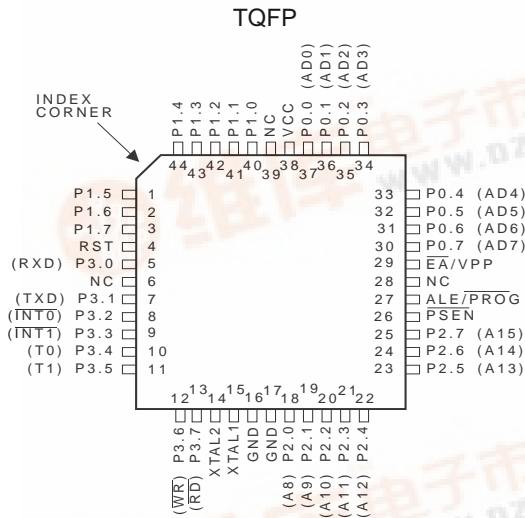 TQFP
INDEX
CORNER
P1.4
P1.3
P1.2
P1.1
P1.0
NC
VCC
P0.0 (AD0)
P0.1 (AD1)
P0.2 (AD2)
P0.3 (AD3)
44
43
42
41
40
39
38
37
36
35
34
P1.5 1
P1.6 2
P1.7 3
RST 4
(RXD) P3.0 5
NC 6
(TXD) P3.1 7
(INT0) P3.2 8
(INT1) P3.3 9
(T0) P3.4 10
(T1) P3.5 11
33 P0.4 (AD4)
32 P0.5 (AD5)
31 P0.6 (AD6)
30 P0.7 (AD7)
29 EA/VPP
28 NC
27 ALE/PROG
26 PSEN
25 P2.7 (A15)
24 P2.6 (A14)
23 P2.5 (A13)
12
13
14
15
16
17
18
19
20
21
22
(WR) P3.6
(RD) P3.7
XTAL2
XTAL1
GND
GND
(A8) P2.0
(A9) P2.1
(A10) P2.2
(A11) P2.3
(A12) P2.4